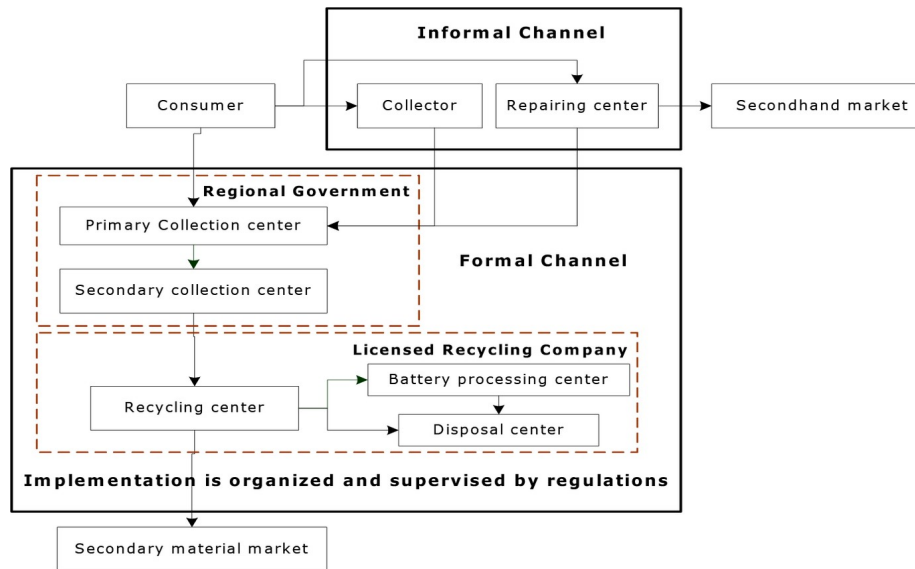 Informal Channel
Consumer
Collector
Repairing center
Secondhand market
Regional Government
Primary Collection center
Formal Channel
Secondary collection center
Licensed Recycling Company
Battery processing center
Recycling center
Disposal center
Implementation is organized and supervised by regulations
Secondary material market